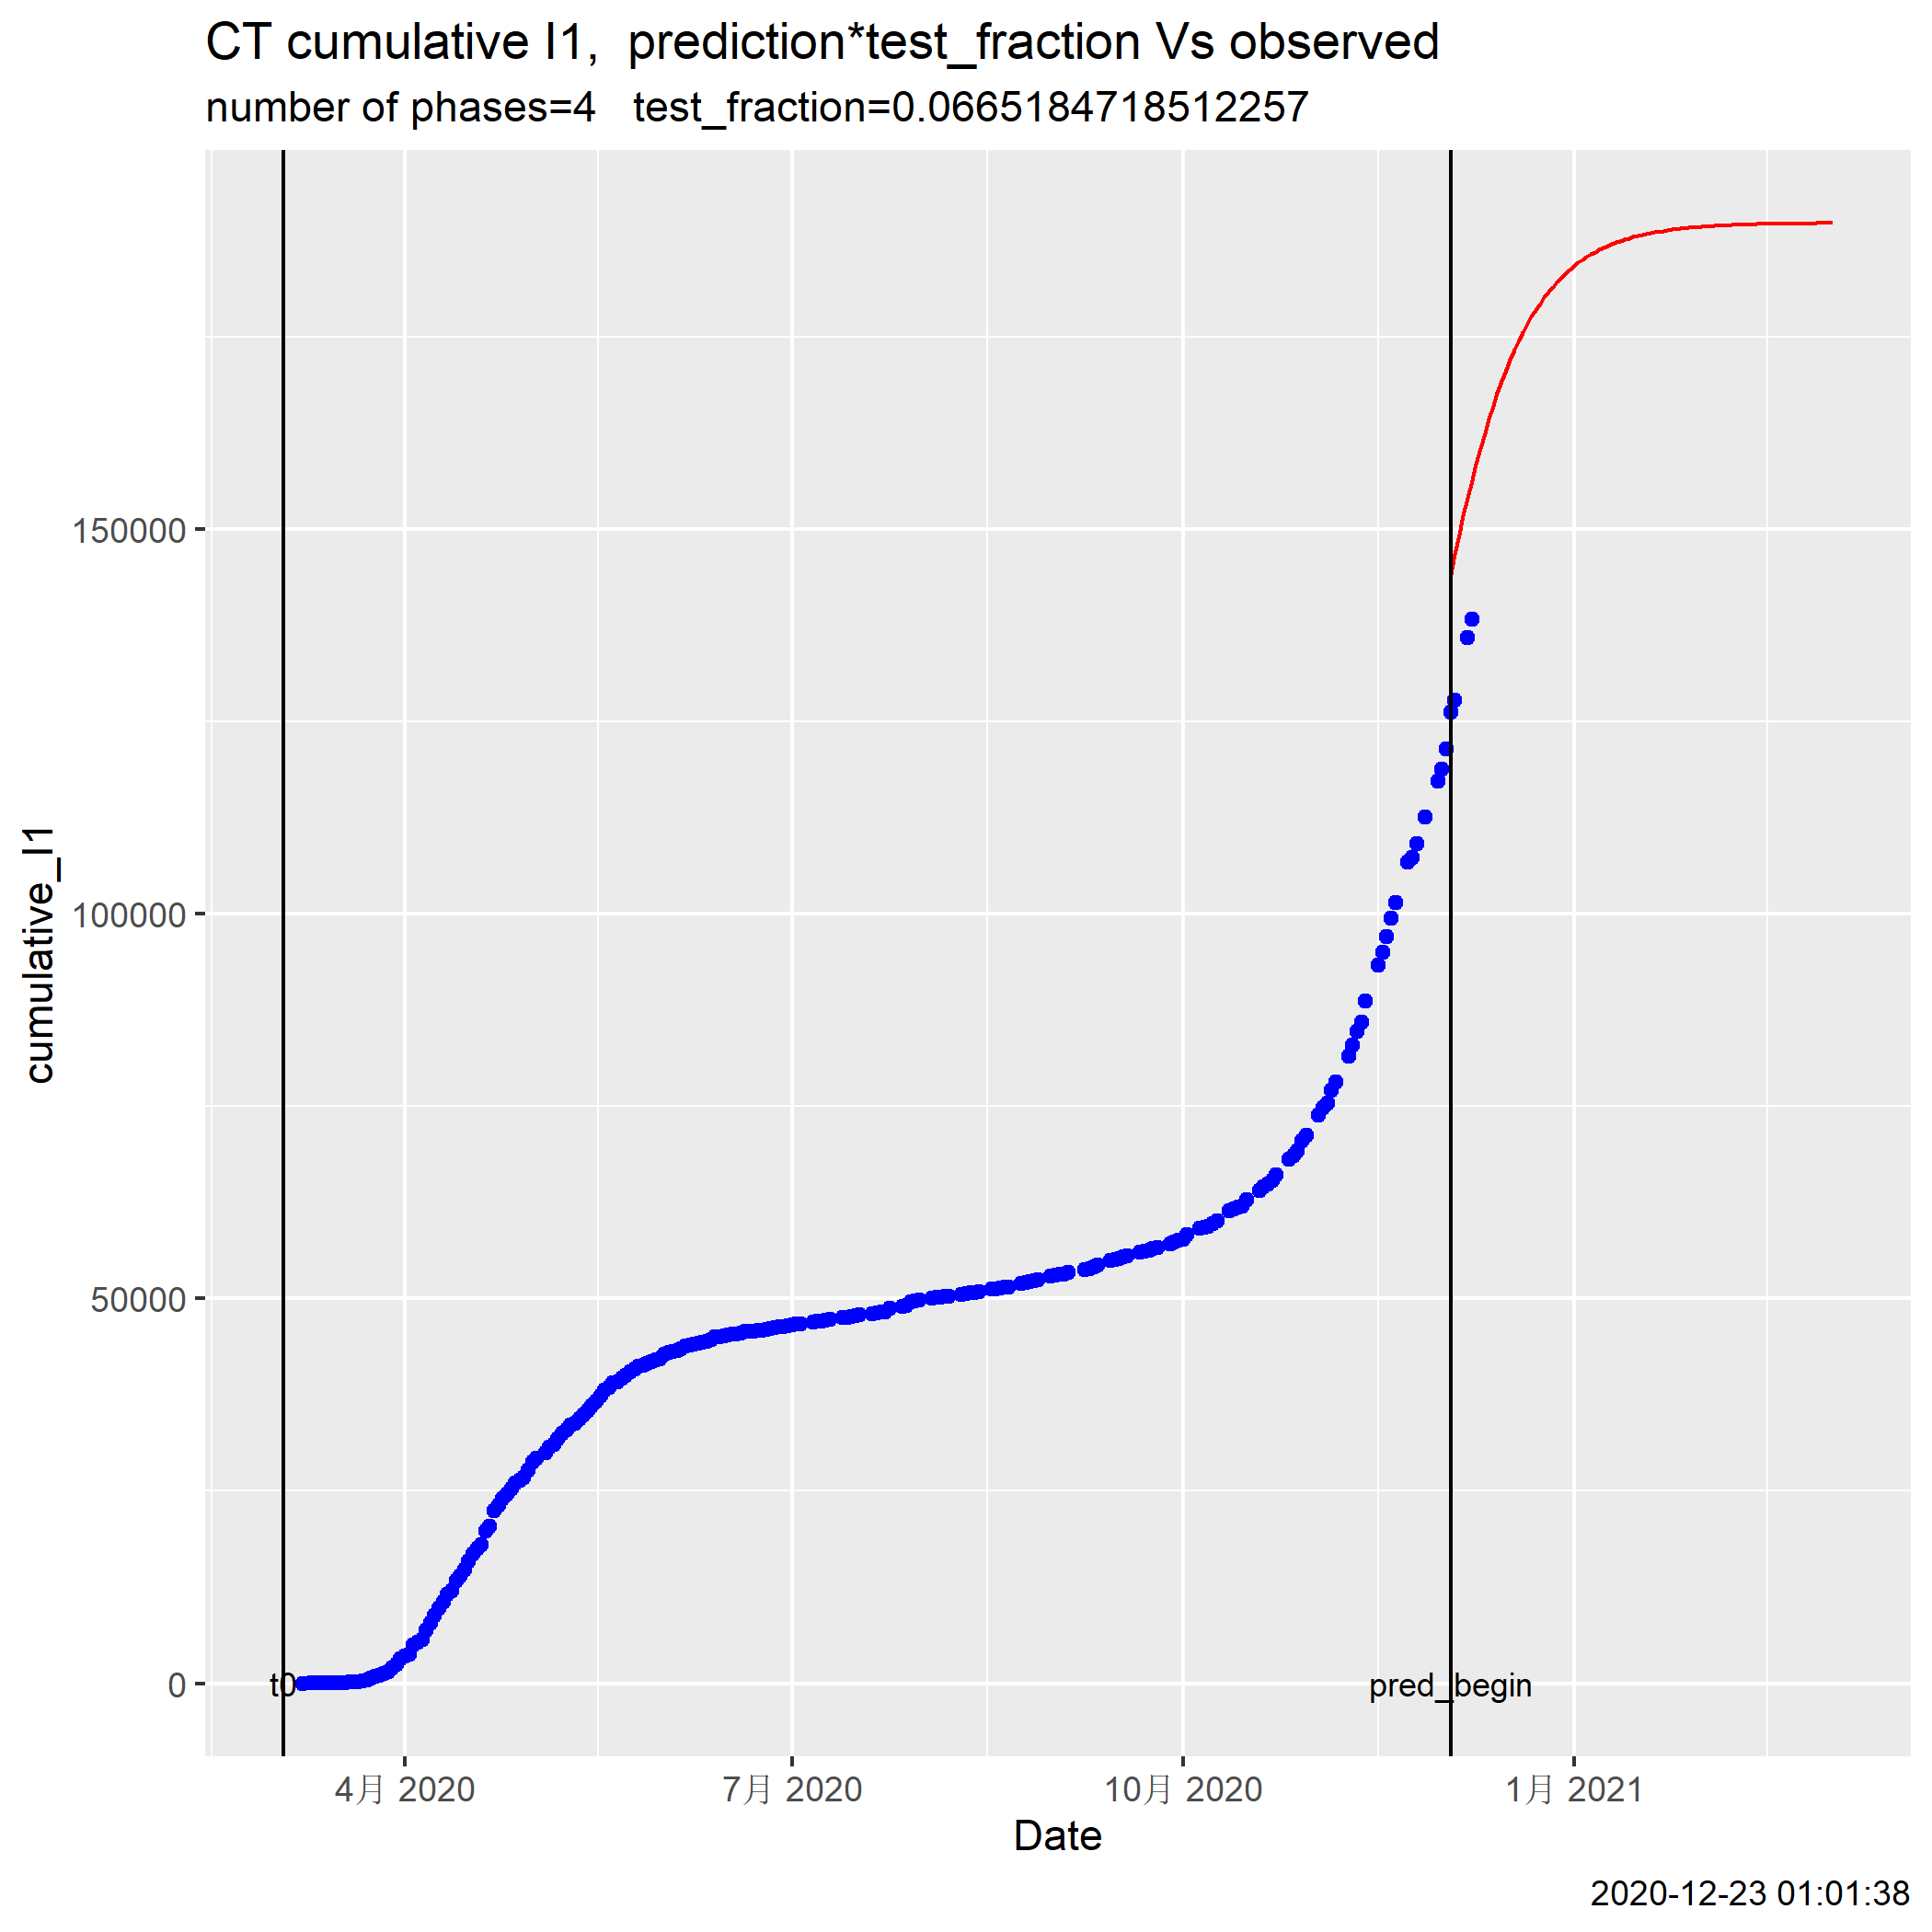 CT cumulative I1,  prediction*test_fraction Vs observed
number of phases=4   test_fraction=0.0665184718512257
cumulative_I1
150000
100000
50000
0
t0
pred_begin
4月 2020
7月 2020
10月 2020
1月 2021
Date
2020-12-23 01:01:38